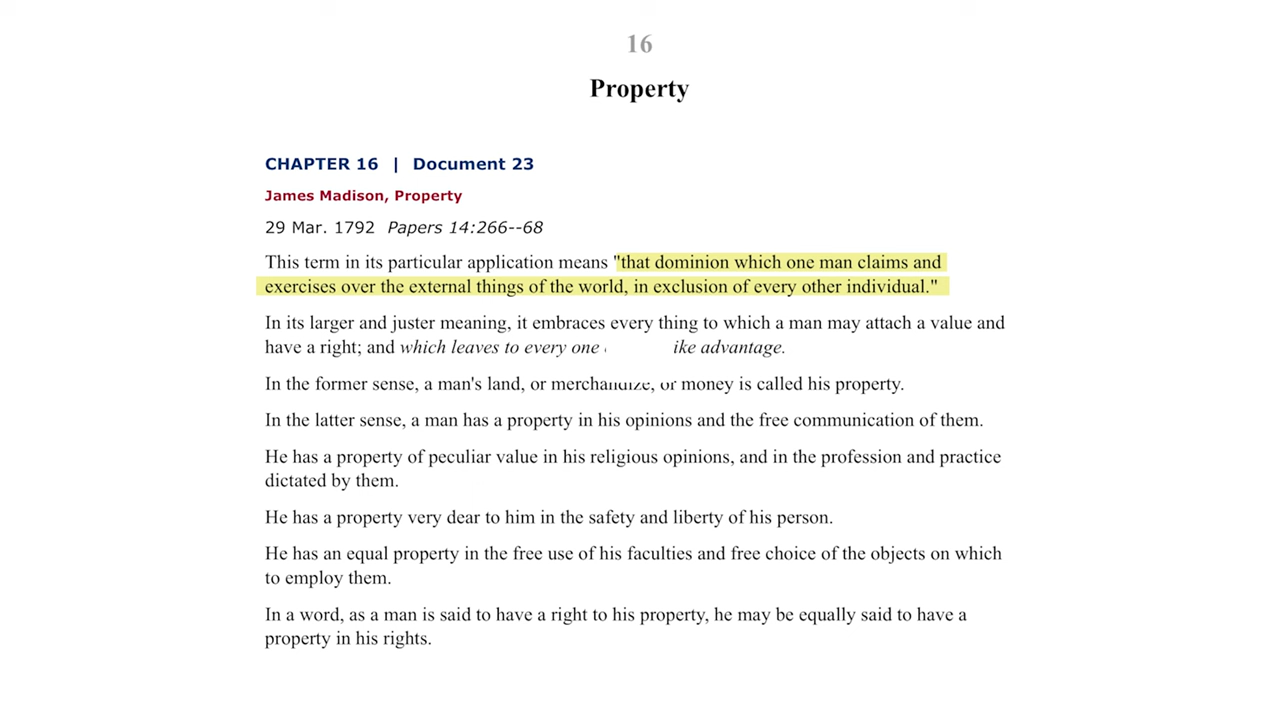 16
Property
CHAPTER 16 | Document 23
James Madison, Property
29 Mar. 1792 Papers 14:266--68
This term in its particular application means "that dominion which one man claims and
exercises over the external things of the world, in exclusion of every other individual."
In its larger and juster meaning, it embraces every thing to which a man may attach a value and
have a right; and which leaves to every one ike advantage.
In the former sense, a man's land, or merchandize, or money is called his property.
In the latter sense, a man has a property in his opinions and the free communication of them.
He has a property of peculiar value in his religious opinions, and in the profession and practice
dictated by them.
He has a property very dear to him in the safety and liberty of his person.
He has an equal property in the free use of his faculties and free choice of the objects on which
to employ them.
In a word, as a man is said to have a right to his property, he may be equally said to have a
property in his rights.